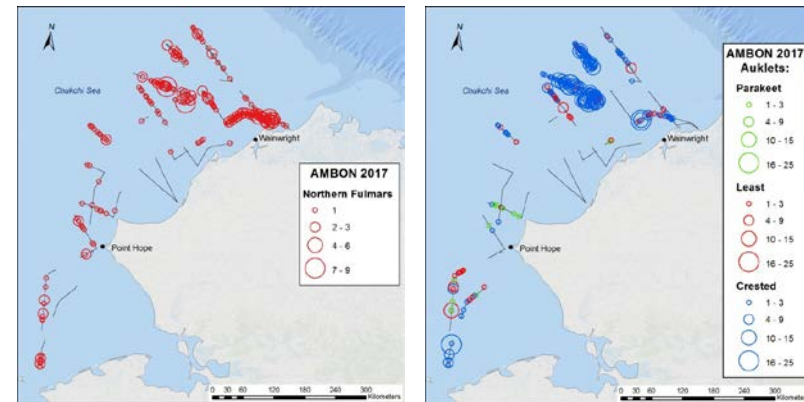 N
Chukchi Sea
Wainwright
Point Hope
AMBON 2017
Northern Fulmars
1
2 - 3
4 - 6
7 - 9
0 30 60 120 180 240 300
Kilometers
N
Chukchi Sea
Wainwright
Point Hope
AMBON 2017
Auklets:
Parakeet
1 - 3
4 - 9
10 - 15
16 - 25
Least
1 - 3
4 - 9
10 - 15
16 - 25
Crested
1 - 3
4 - 9
10 - 15
16 - 25
0 30 60 120 180 240 300
Kilometers